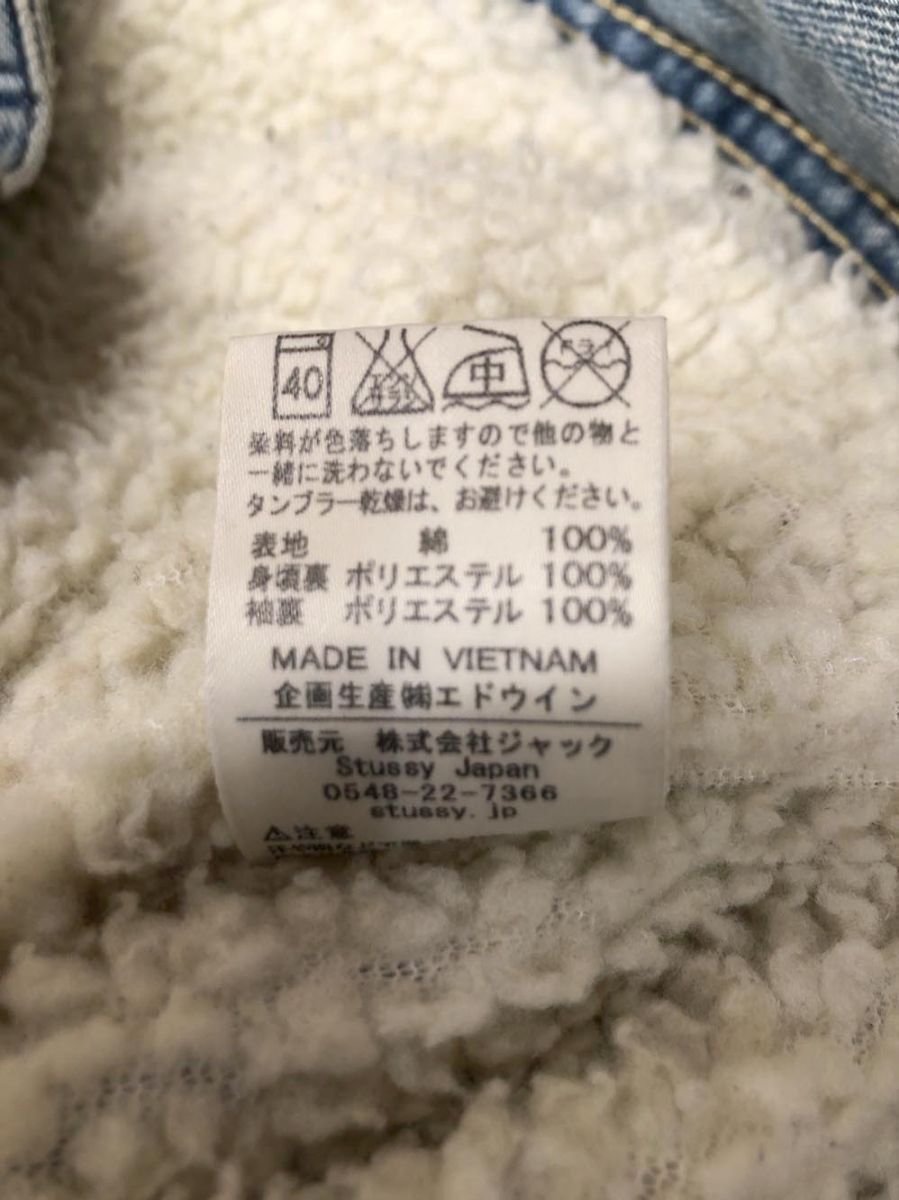 40 エンソ サラシ 中 ドライ
染料が色落ちしますので他の物と
一緒に洗わないでください。
タンブラー乾燥は、お避けください。
表地 綿 100%
身頃裏 ポリエステル 100%
袖裏 ポリエステル 100%
MADE IN VIETNAM
企画生産㈱エドウイン
販売元 株式会社ジャック
Stussy Japan
0548-22-7366
stussy.jp
⚠注意